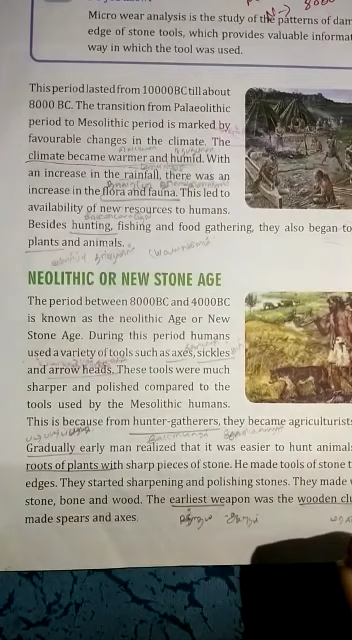 8000
Micro wear analysis is the study of the patterns of dam
edge of stone tools, which provides valuable informat
way in which the tool was used.
This period lasted from 10000BC till about
8000 BC. The transition from Palaeolithic
period to Mesolithic period is marked by
favourable changes in the climate. The
climate became warmer and humid. With
an increase in the rainfall, there was an
increase in the flora and fauna. This led to
availability of new resources to humans.
Besides hunting, fishing and food gathering, they also began to
plants and animals.
NEOLITHIC OR NEW STONE AGE
The period between 8000BC and 4000BC
is known as the neolithic Age or New
Stone Age. During this period humans
used a variety of tools such as axes, sickles
and arrow heads. These tools were much
sharper and polished compared to the
tools used by the Mesolithic humans.
This is because from hunter-gatherers, they became agriculturist
Gradually early man realized that it was easier to hunt animal
roots of plants with sharp pieces of stone. He made tools of stone t
edges. They started sharpening and polishing stones. They made
stone, bone and wood. The earliest weapon was the wooden clu
made spears and axes